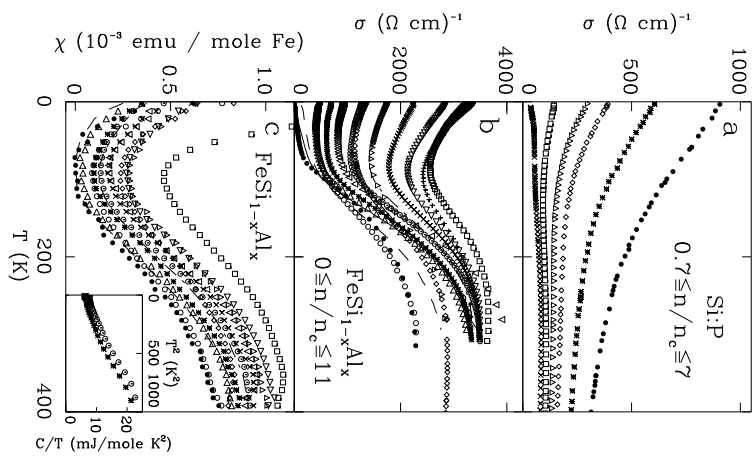 σ (Ω cm)⁻¹
0
500
1000
a
Si:P
0.7≤n/n_c≤7
σ (Ω cm)⁻¹
0
2000
4000
b
FeSi₁₋ₓAlₓ
0≤n/n_c≤11
χ (10⁻³ emu / mole Fe)
0
0.5
1.0
c
FeSi₁₋ₓAlₓ
0
200
400
T (K)
0
500
1000
T² (K²)
0
10
20
C/T (mJ/mole K²)